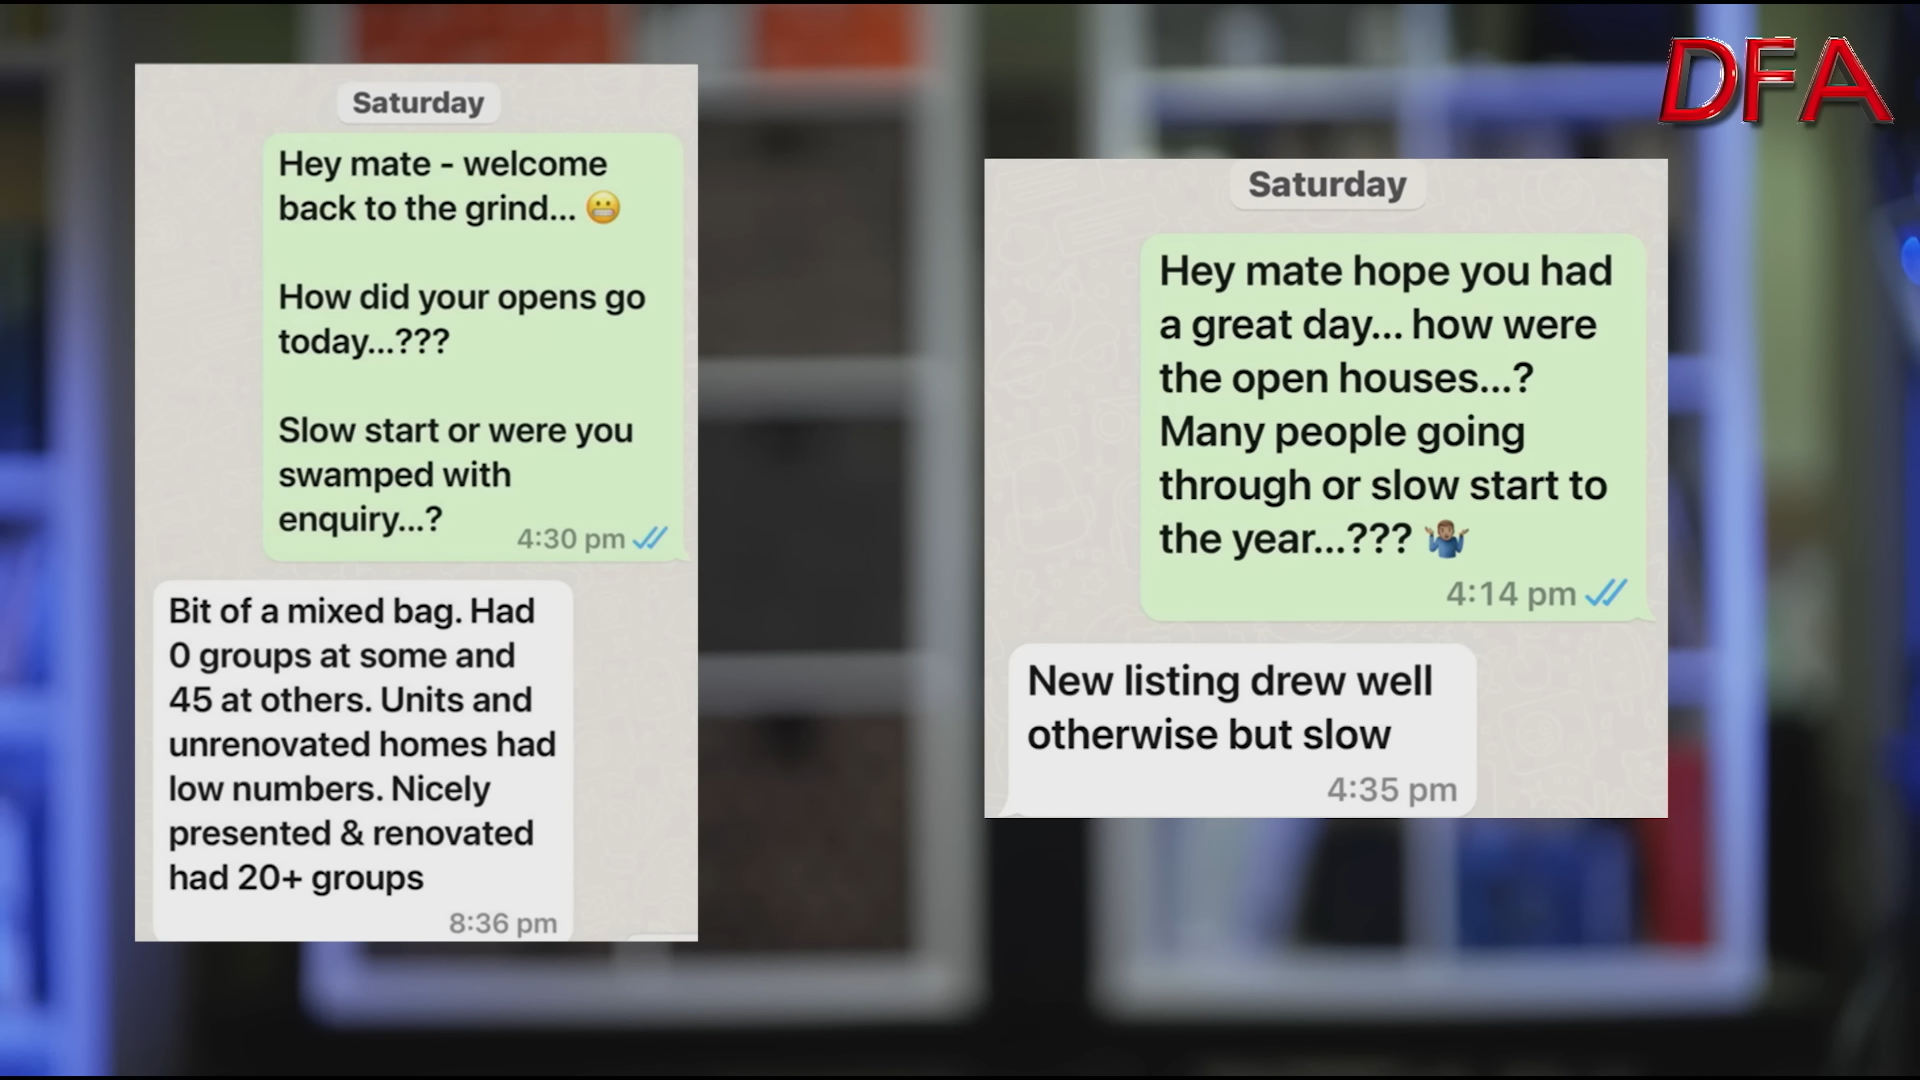 DFA
Saturday
Hey mate - welcome
back to the grind... 😬
How did your opens go
today...???
Slow start or were you
swamped with
enquiry...?
4:30 pm
Bit of a mixed bag. Had
0 groups at some and
45 at others. Units and
unrenovated homes had
low numbers. Nicely
presented & renovated
had 20+ groups
8:36 pm
Saturday
Hey mate hope you had
a great day... how were
the open houses...?
Many people going
through or slow start to
the year...??? 🤷🏽‍♂️
4:14 pm
New listing drew well
otherwise but slow
4:35 pm